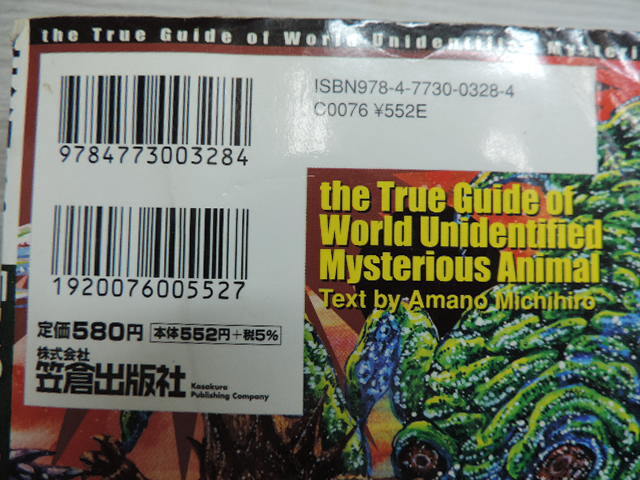 the True Guide of World Unidentified Mysteri
ISBN978-4-7730-0328-4
C0076 ¥552E
9784773003284
1920076005527
定価580円 本体552円+税5%
株式会社
笠倉出版社
Kasakura
Publishing Company
the True Guide of
World Unidentified
Mysterious Animal
Text by Amano Michihiro